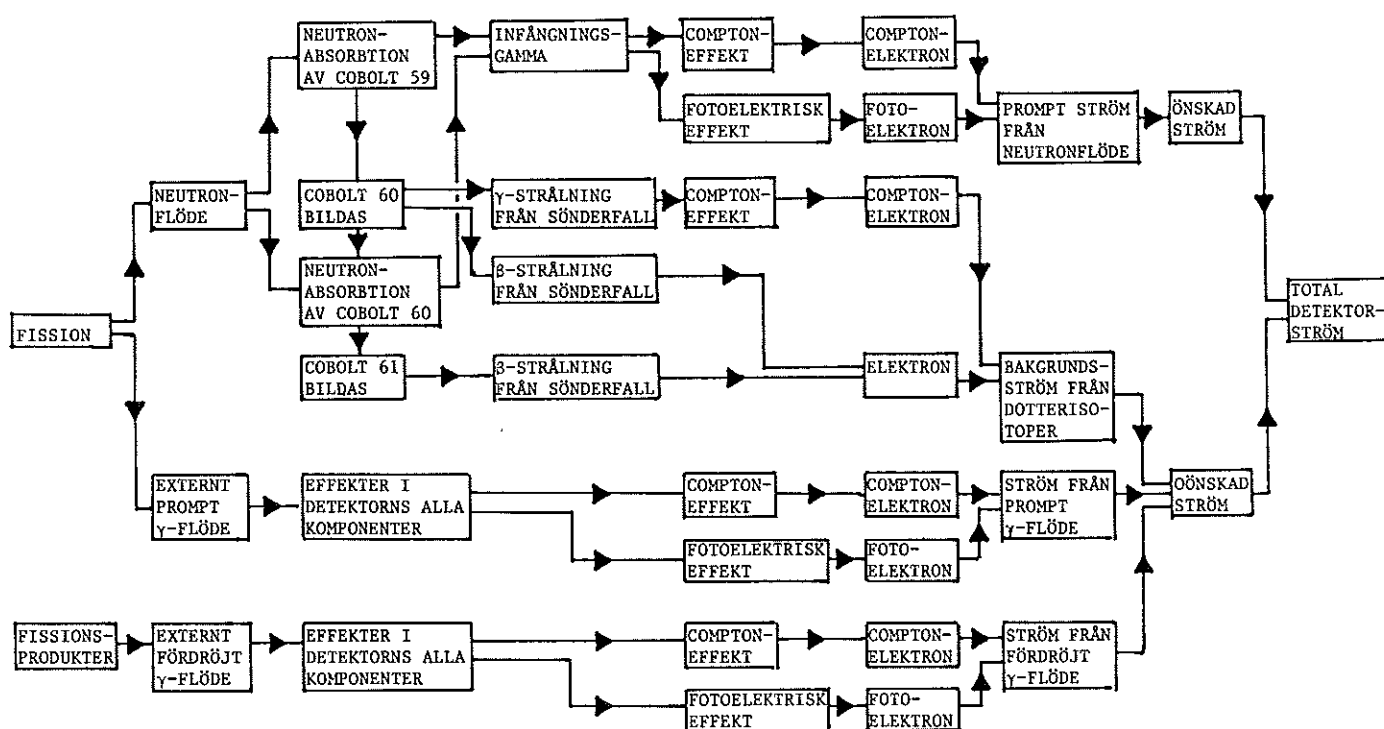 NEUTRON-
ABSORBTION
AV COBOLT 59
INFÅNGNINGS-
GAMMA
COMPTON-
EFFEKT
COMPTON-
ELEKTRON
FOTOELEKTRISK
EFFEKT
FOTO-
ELEKTRON
PROMPT STRÖM
FRÅN
NEUTRONFLÖDE
ÖNSKAD
STRÖM
NEUTRON-
FLÖDE
COBOLT 60
BILDAS
γ-STRÅLNING
FRÅN SÖNDERFALL
COMPTON-
EFFEKT
COMPTON-
ELEKTRON
NEUTRON-
ABSORBTION
AV COBOLT 60
β-STRÅLNING
FRÅN SÖNDERFALL
TOTAL
DETEKTOR-
STRÖM
FISSION
COBOLT 61
BILDAS
β-STRÅLNING
FRÅN SÖNDERFALL
ELEKTRON
BAKGRUNDS-
STRÖM FRÅN
DOTTERISO-
TOPER
EXTERNT
PROMPT
γ-FLÖDE
EFFEKTER I
DETEKTORNS ALLA
KOMPONENTER
COMPTON-
EFFEKT
COMPTON-
ELEKTRON
STRÖM FRÅN
PROMPT
γ-FLÖDE
OÖNSKAD
STRÖM
FOTOELEKTRISK
EFFEKT
FOTO-
ELEKTRON
FISSIONS-
PRODUKTER
EXTERNT
FÖRDRÖJT
γ-FLÖDE
EFFEKTER I
DETEKTORNS ALLA
KOMPONENTER
COMPTON-
EFFEKT
COMPTON-
ELEKTRON
STRÖM FRÅN
FÖRDRÖJT
γ-FLÖDE
FOTOELEKTRISK
EFFEKT
FOTO-
ELEKTRON